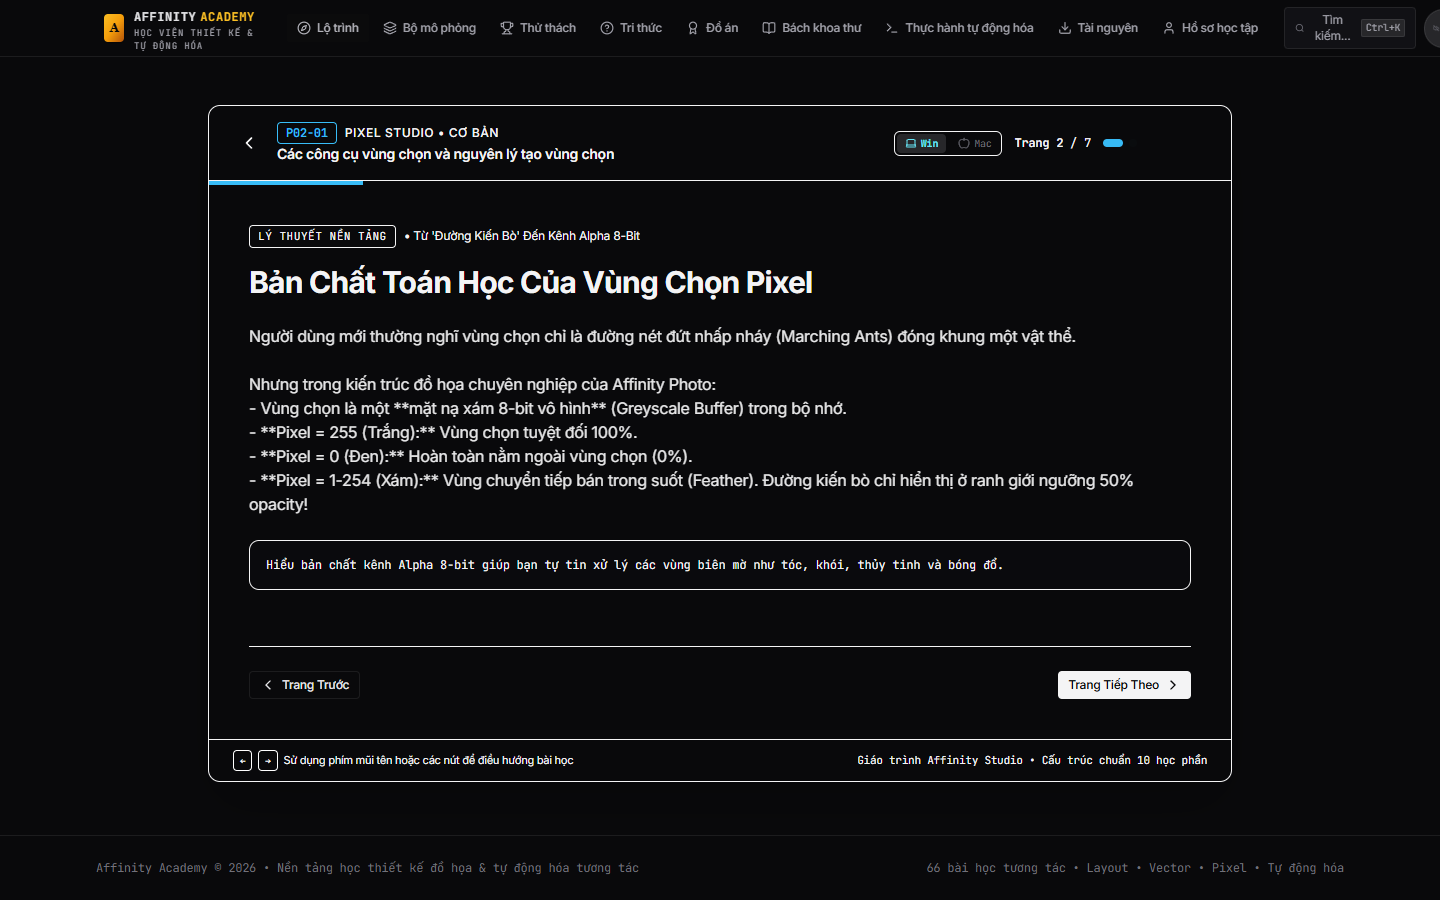 AFFINITY ACADEMY
HỌC VIỆN THIẾT KẾ &
TỰ ĐỘNG HÓA
Lộ trình
Bộ mô phỏng
Thử thách
Tri thức
Đồ án
Bách khoa thư
Thực hành tự động hóa
Tài nguyên
Hồ sơ học tập
Tìm
kiếm...
Ctrl+K
P02-01 PIXEL STUDIO • CƠ BẢN
Các công cụ vùng chọn và nguyên lý tạo vùng chọn
Win
Mac
Trang 2 / 7
LÝ THUYẾT NỀN TẢNG • Từ 'Đường Kiến Bò' Đến Kênh Alpha 8-Bit
Bản Chất Toán Học Của Vùng Chọn Pixel
Người dùng mới thường nghĩ vùng chọn chỉ là đường nét đứt nhấp nháy (Marching Ants) đóng khung một vật thể.
Nhưng trong kiến trúc đồ họa chuyên nghiệp của Affinity Photo:
- Vùng chọn là một **mặt nạ xám 8-bit vô hình** (Greyscale Buffer) trong bộ nhớ.
- **Pixel = 255 (Trắng):** Vùng chọn tuyệt đối 100%.
- **Pixel = 0 (Đen):** Hoàn toàn nằm ngoài vùng chọn (0%).
- **Pixel = 1-254 (Xám):** Vùng chuyển tiếp bán trong suốt (Feather). Đường kiến bò chỉ hiển thị ở ranh giới ngưỡng 50%
opacity!
Hiểu bản chất kênh Alpha 8-bit giúp bạn tự tin xử lý các vùng biên mờ như tóc, khói, thủy tinh và bóng đổ.
Trang Trước
Trang Tiếp Theo
← → Sử dụng phím mũi tên hoặc các nút để điều hướng bài học
Giáo trình Affinity Studio • Cấu trúc chuẩn 10 học phần
Affinity Academy © 2026 • Nền tảng học thiết kế đồ họa & tự động hóa tương tác
66 bài học tương tác • Layout • Vector • Pixel • Tự động hóa